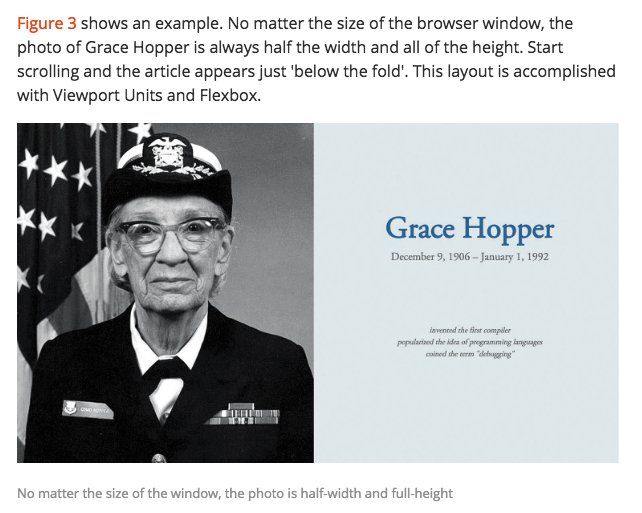 Figure 3 shows an example. No matter the size of the browser window, the
photo of Grace Hopper is always half the width and all of the height. Start
scrolling and the article appears just 'below the fold'. This layout is accomplished
with Viewport Units and Flexbox.
Grace Hopper
December 9, 1906 – January 1, 1992
invented the first compiler
popularized the idea of programming languages
coined the term "debugging"
No matter the size of the window, the photo is half-width and full-height